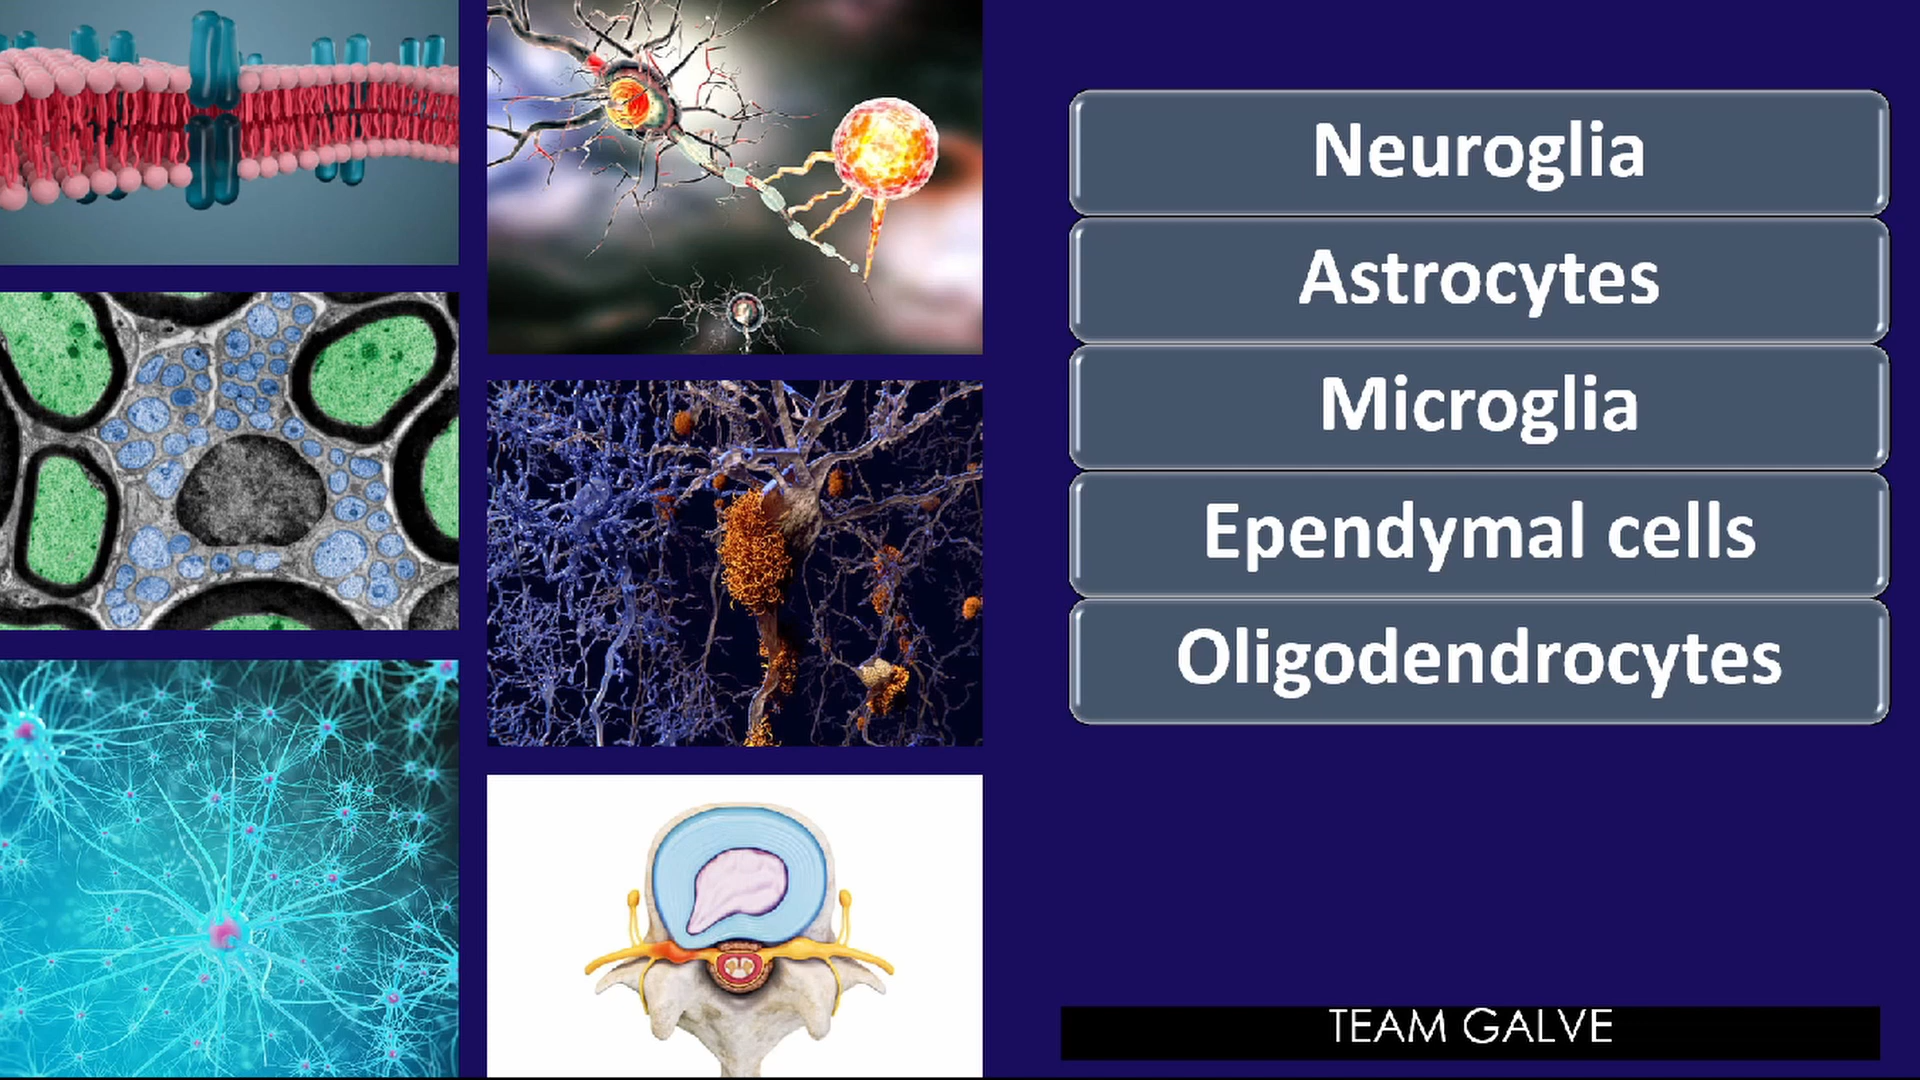 Neuroglia
Astrocytes
Microglia
Ependymal cells
Oligodendrocytes
TEAM GALVE